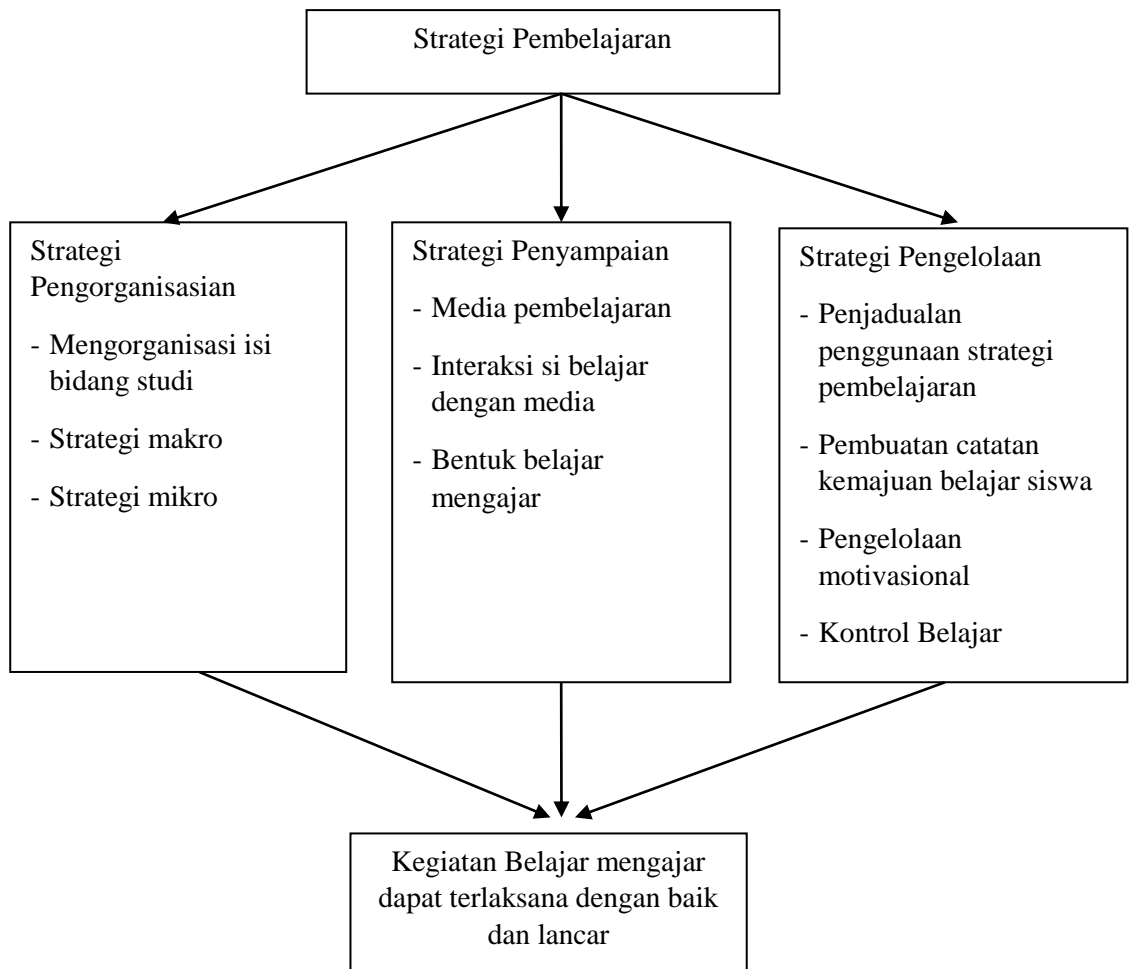 Strategi Pembelajaran
Strategi
Pengorganisasian
- Mengorganisasi isi
bidang studi
- Strategi makro
- Strategi mikro
Strategi Penyampaian
- Media pembelajaran
- Interaksi si belajar
dengan media
- Bentuk belajar
mengajar
Strategi Pengelolaan
- Penjadualan
penggunaan strategi
pembelajaran
- Pembuatan catatan
kemajuan belajar siswa
- Pengelolaan
motivasional
- Kontrol Belajar
Kegiatan Belajar mengajar
dapat terlaksana dengan baik
dan lancar